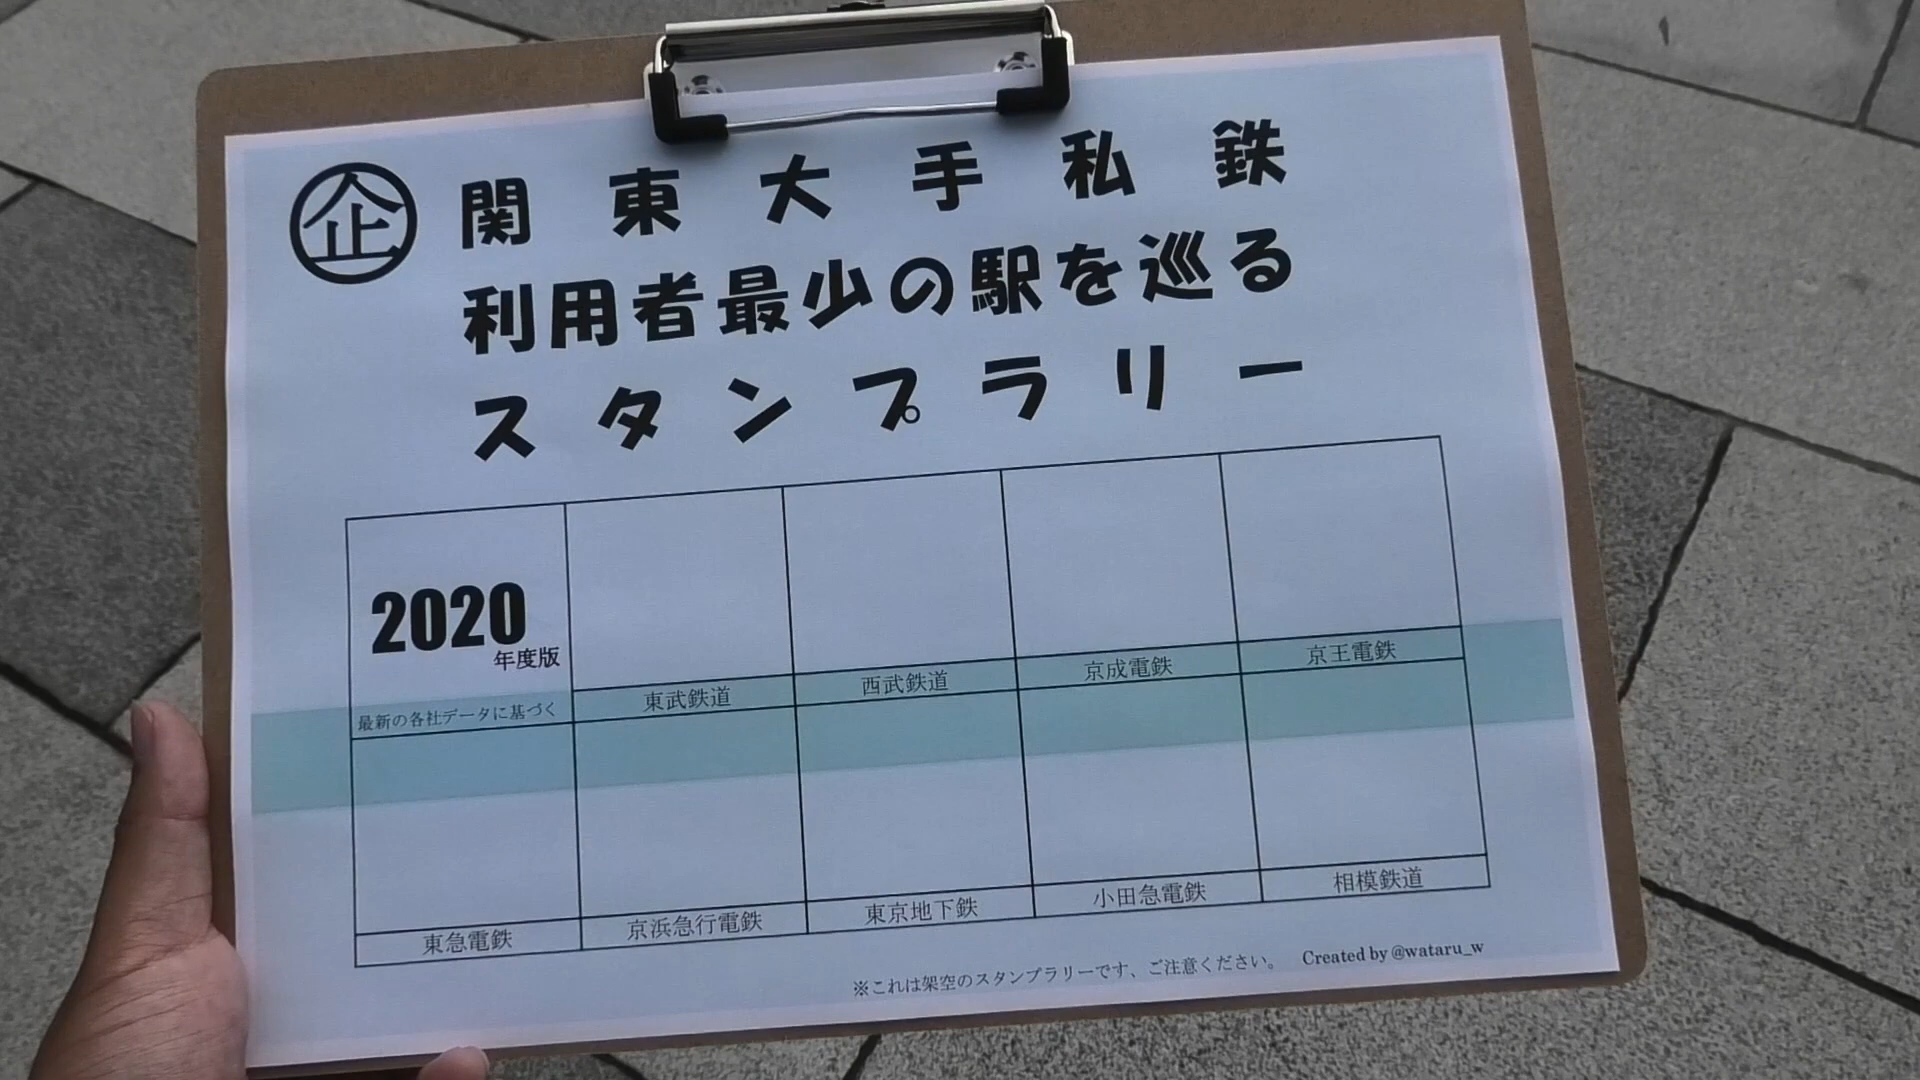 企
関東大手私鉄
利用者最少の駅を巡る
スタンプラリー
2020
年度版
最新の各社データに基づく
東武鉄道
西武鉄道
京成電鉄
京王電鉄
東急電鉄
京浜急行電鉄
東京地下鉄
小田急電鉄
相模鉄道
※これは架空のスタンプラリーです、ご注意ください。 Created by @wataru_w